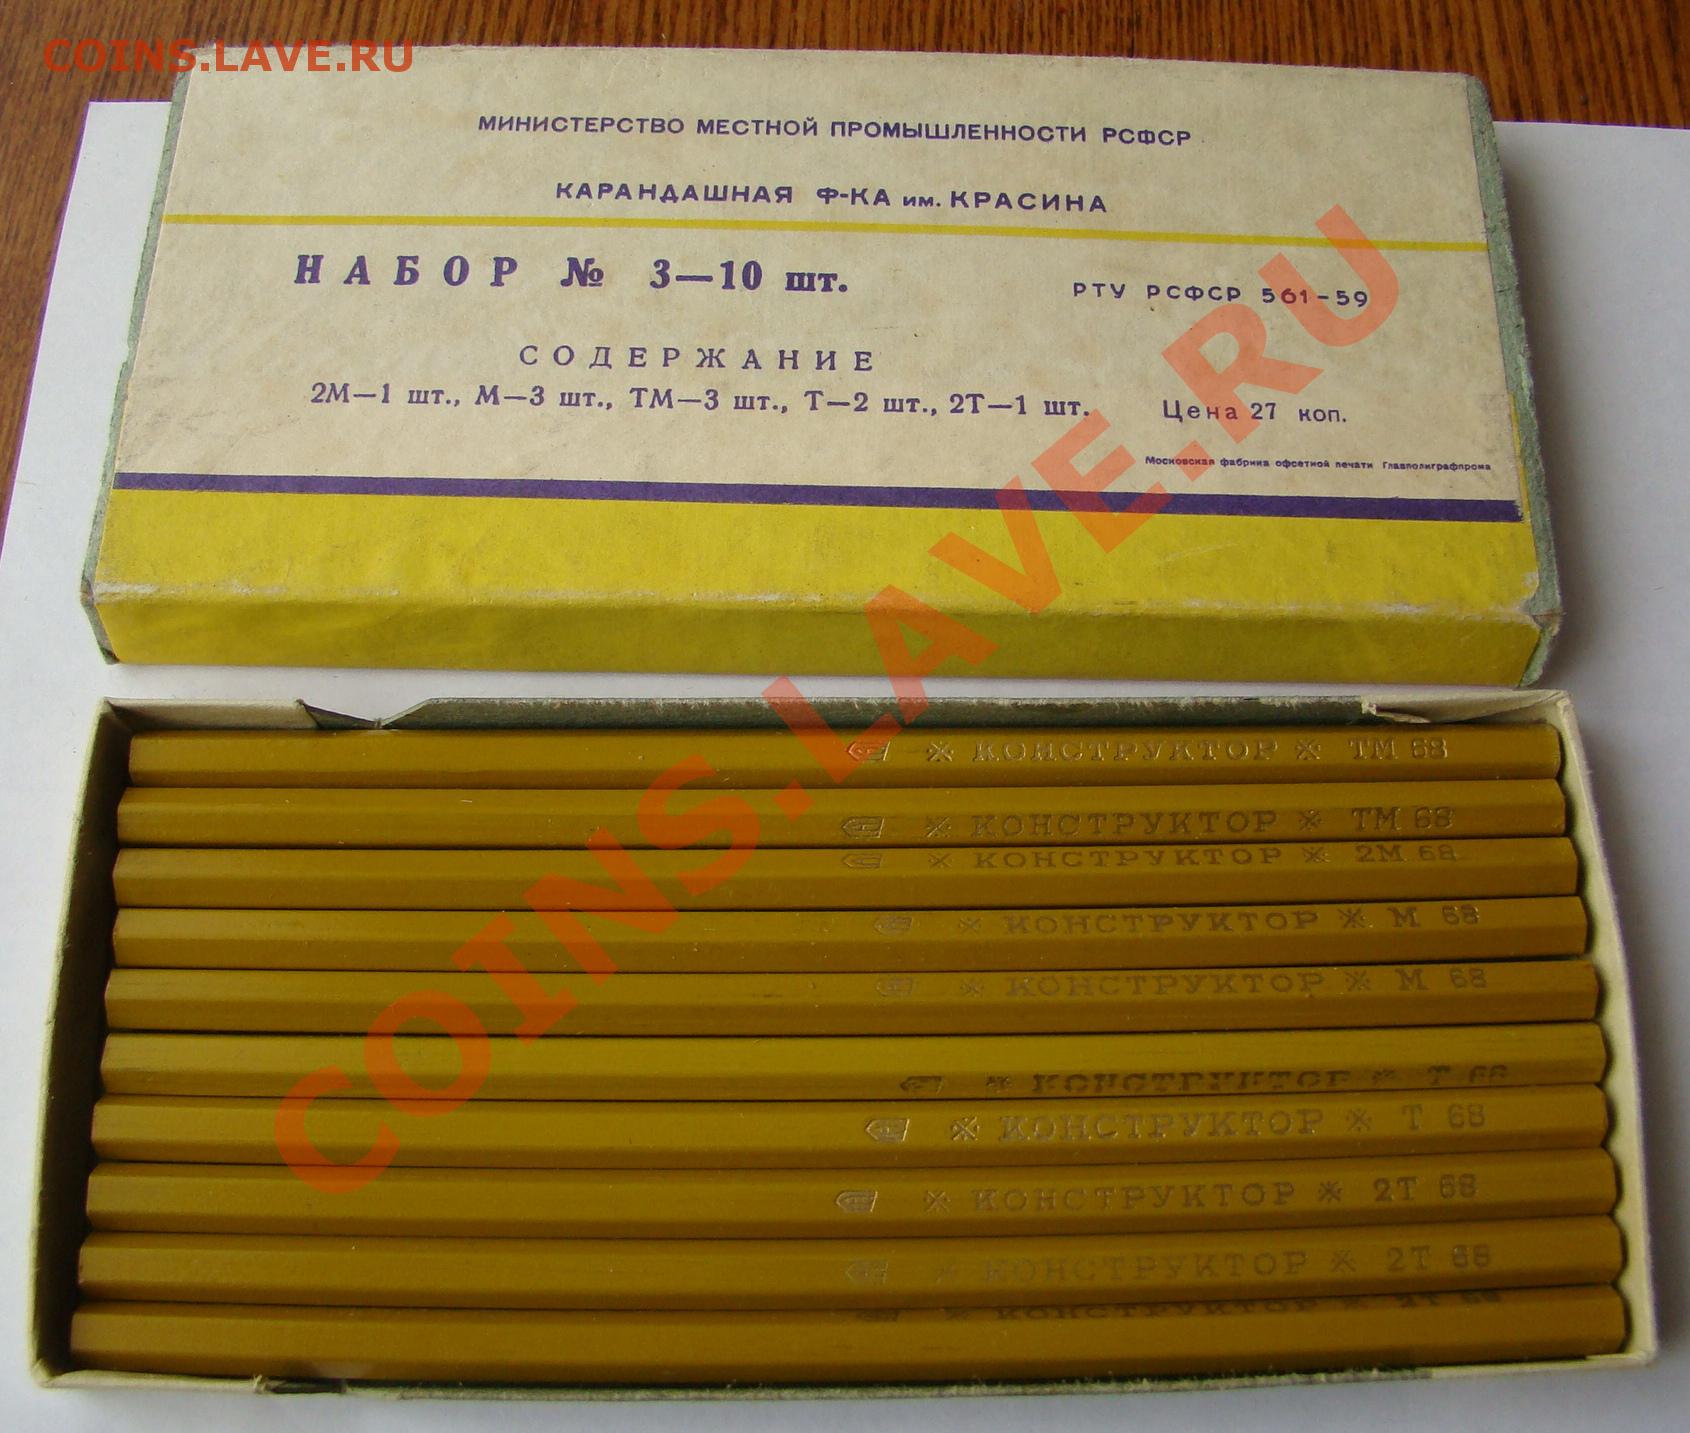 COINS.LAVE.RU
МИНИСТЕРСТВО МЕСТНОЙ ПРОМЫШЛЕННОСТИ РСФСР
КАРАНДАШНАЯ Ф-КА им. КРАСИНА
НАБОР № 3—10 шт.
РТУ РСФСР 561-59
СОДЕРЖАНИЕ
2М—1 шт., М—3 шт., ТМ—3 шт., Т—2 шт., 2Т—1 шт.
Цена 27 коп.
Московская фабрика офсетной печати Главполиграфпрома
COINS.LAVE.RU
КОНСТРУКТОР ТМ 68
КОНСТРУКТОР ТМ 68
КОНСТРУКТОР 2М 68
КОНСТРУКТОР М 68
КОНСТРУКТОР М 68
КОНСТРУКТОР Т 68
КОНСТРУКТОР Т 68
КОНСТРУКТОР 2Т 68
КОНСТРУКТОР 2Т 68
КОНСТРУКТОР 2Т 68